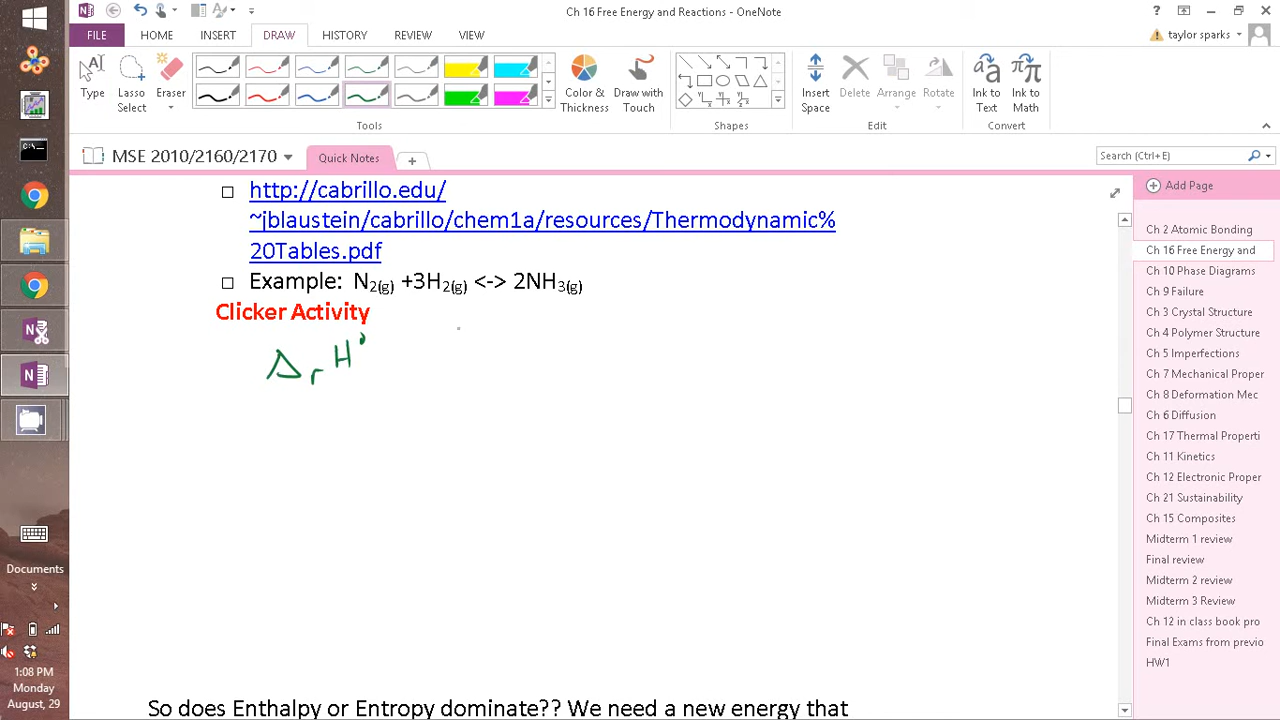 Ch 16 Free Energy and Reactions - OneNote
FILE HOME INSERT DRAW HISTORY REVIEW VIEW
taylor sparks
Type
Lasso Select
Eraser
Color & Thickness
Draw with Touch
Insert Space
Delete
Arrange
Rotate
Ink to Text
Ink to Math
Tools
Shapes
Edit
Convert
MSE 2010/2160/2170
Quick Notes
Search (Ctrl+E)
http://cabrillo.edu/
~jblaustein/cabrillo/chem1a/resources/Thermodynamic%
20Tables.pdf
Example: N2(g) +3H2(g) <-> 2NH3(g)
Clicker Activity
Δr H°
So does Enthalpy or Entropy dominate?? We need a new energy that
Add Page
Ch 2 Atomic Bonding
Ch 16 Free Energy and
Ch 10 Phase Diagrams
Ch 9 Failure
Ch 3 Crystal Structure
Ch 4 Polymer Structure
Ch 5 Imperfections
Ch 7 Mechanical Proper
Ch 8 Deformation Mec
Ch 6 Diffusion
Ch 17 Thermal Properti
Ch 11 Kinetics
Ch 12 Electronic Proper
Ch 21 Sustainability
Ch 15 Composites
Midterm 1 review
Final review
Midterm 2 review
Midterm 3 Review
Ch 12 in class book pro
Final Exams from previo
HW1
Documents
1:08 PM
Monday
August, 29